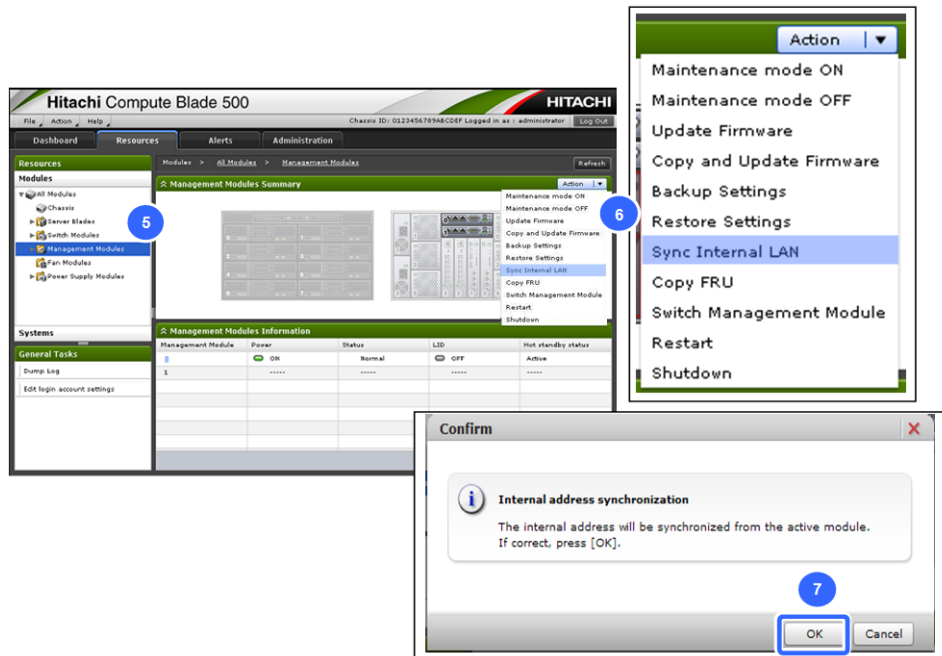 Hitachi Compute Blade 500
HITACHI
File Action Help
Chassis ID: 0123456789ABCDEF Logged in as : administrator Log Out
Dashboard Resources Alerts Administration
Resources
Modules
All Modules
Chassis
Server Blades
Switch Modules
Management Modules
Fan Modules
Power Supply Modules
Systems
General Tasks
Dump Log
Edit login account settings
5
Modules > All Modules > Management Modules
Refresh
Management Modules Summary
Action
Maintenance mode ON
Maintenance mode OFF
Update Firmware
Copy and Update Firmware
Backup Settings
Restore Settings
Sync Internal LAN
Copy FRU
Switch Management Module
Restart
Shutdown
Management Modules Information
Management Module Power Status LID Hot standby status
0 ON Normal OFF Active
1 ----- ----- ----- -----
6
Action
Maintenance mode ON
Maintenance mode OFF
Update Firmware
Copy and Update Firmware
Backup Settings
Restore Settings
Sync Internal LAN
Copy FRU
Switch Management Module
Restart
Shutdown
Confirm
Internal address synchronization
The internal address will be synchronized from the active module.
If correct, press [OK].
7
OK Cancel